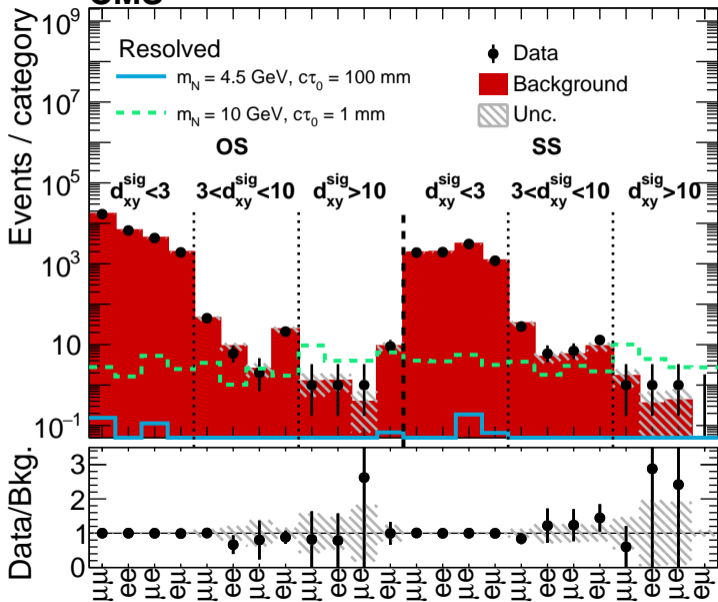 CMS
Resolved
m_N = 4.5 GeV, cτ_0 = 100 mm
m_N = 10 GeV, cτ_0 = 1 mm
Data
Background
Unc.
OS
SS
d_xy^sig<3
3<d_xy^sig<10
d_xy^sig>10
d_xy^sig<3
3<d_xy^sig<10
d_xy^sig>10
Events / category
10^9
10^7
10^5
10^3
10
10^−1
Data/Bkg.
3
2
1
0
μμ ee μe eμ μμ ee μe eμ μμ ee μe eμ μμ ee μe eμ μμ ee μe eμ μμ ee μe eμ